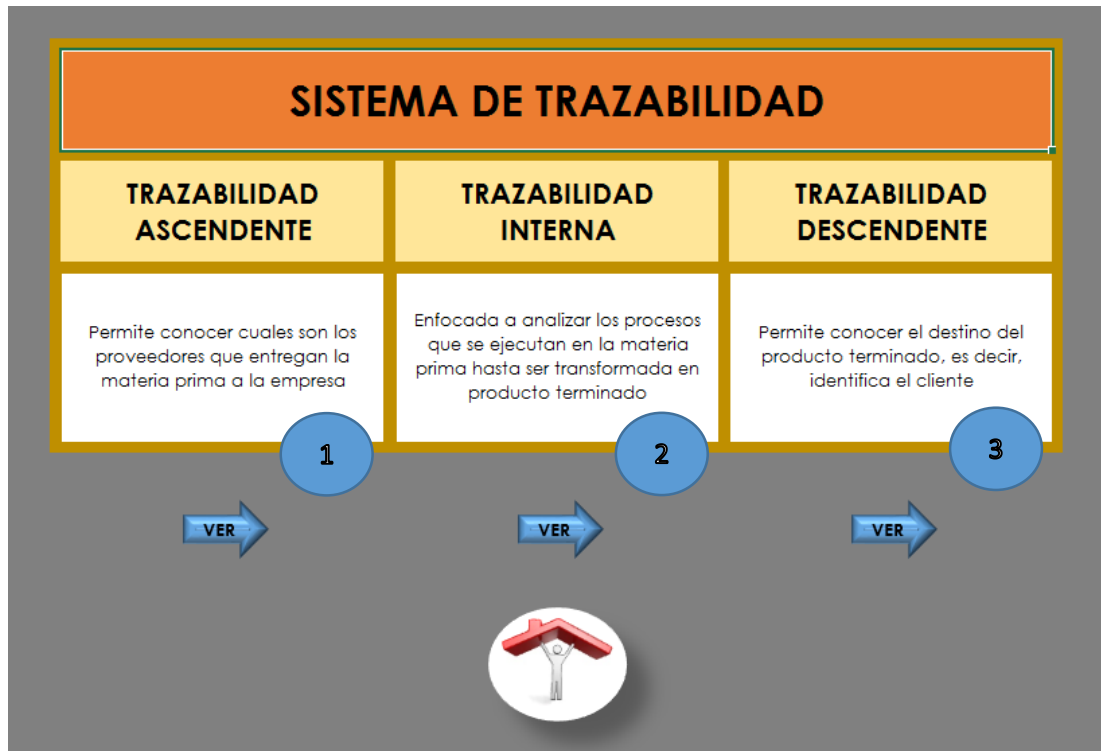 SISTEMA DE TRAZABILIDAD
TRAZABILIDAD
ASCENDENTE
TRAZABILIDAD
INTERNA
TRAZABILIDAD
DESCENDENTE
Permite conocer cuales son los
proveedores que entregan la
materia prima a la empresa
Enfocada a analizar los procesos
que se ejecutan en la materia
prima hasta ser transformada en
producto terminado
Permite conocer el destino del
producto terminado, es decir,
identifica el cliente
1
2
3
VER
VER
VER